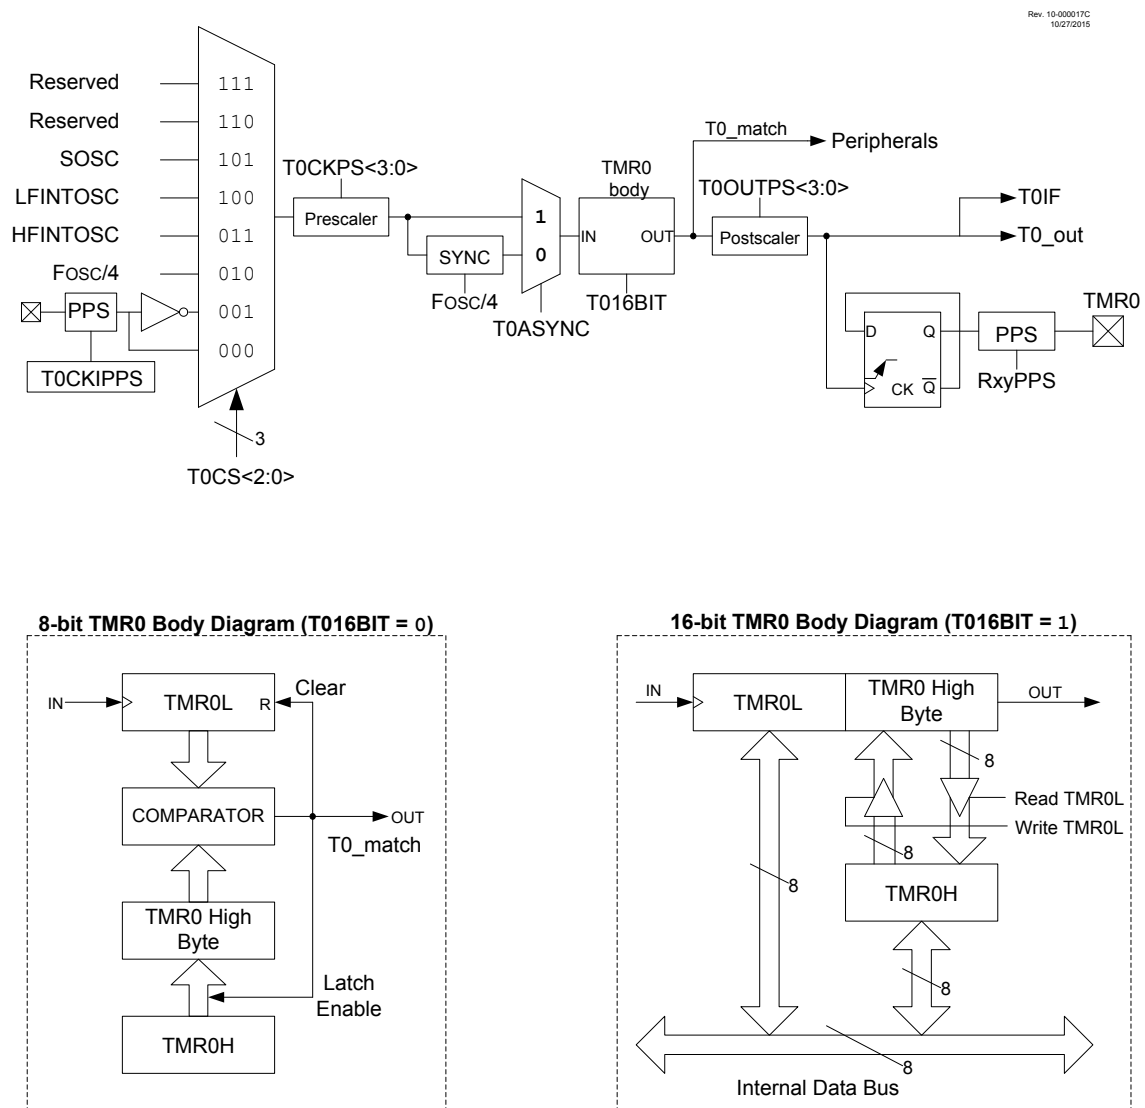 Rev. 10-000017C
10/27/2015
Reserved
111
Reserved
110
SOSC
101
LFINTOSC
100
HFINTOSC
011
FOSC/4
010
PPS
001
000
T0CKIPPS
3
T0CS<2:0>
T0CKPS<3:0>
Prescaler
SYNC
FOSC/4
1
0
T0ASYNC
TMR0
body
IN
OUT
T016BIT
T0_match
Peripherals
T0OUTPS<3:0>
Postscaler
T0IF
T0_out
D
Q
CK
Q
PPS
RxyPPS
TMR0
8-bit TMR0 Body Diagram (T016BIT = 0)
IN
TMR0L
R
Clear
COMPARATOR
OUT
T0_match
TMR0 High
Byte
Latch
Enable
TMR0H
16-bit TMR0 Body Diagram (T016BIT = 1)
IN
TMR0L
TMR0 High
Byte
OUT
8
Read TMR0L
Write TMR0L
8
8
TMR0H
8
8
Internal Data Bus